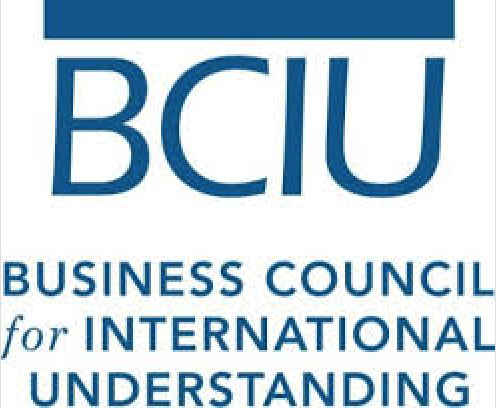 BCIU
BUSINESS COUNCIL
for INTERNATIONAL
UNDERSTANDING